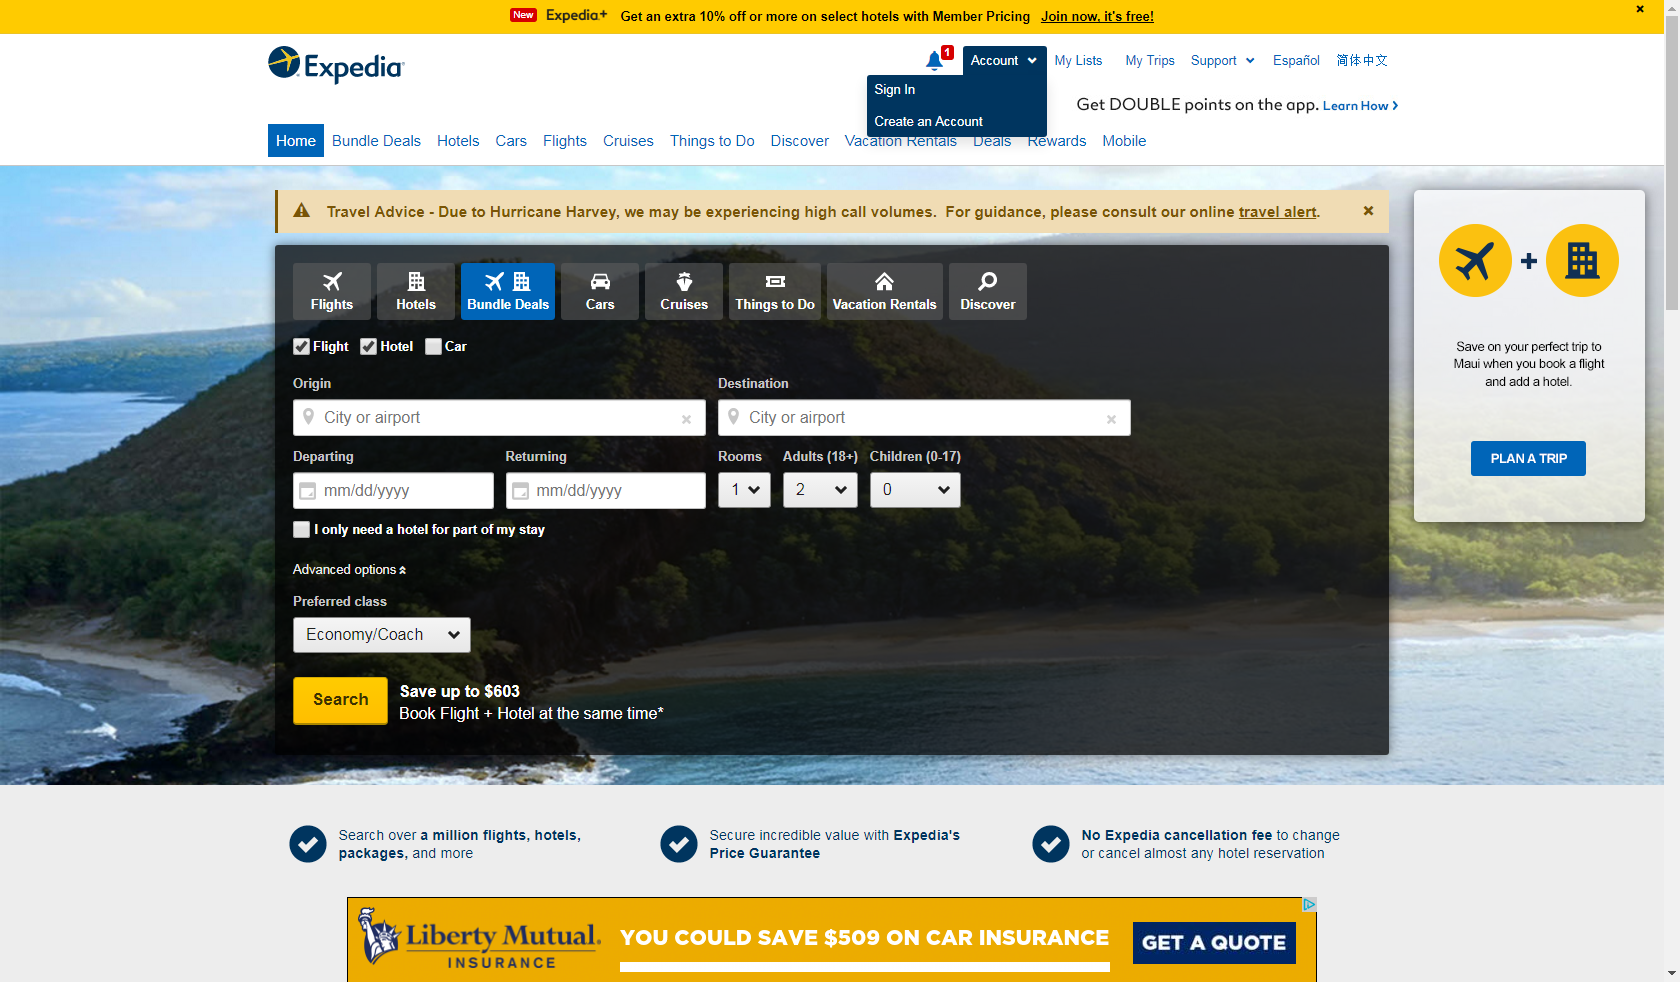 New Expedia+ Get an extra 10% off or more on select hotels with Member Pricing Join now, it's free!
Expedia
1 Account My Lists My Trips Support Español 简体中文
Sign In
Create an Account
Get DOUBLE points on the app. Learn How
Home Bundle Deals Hotels Cars Flights Cruises Things to Do Discover Vacation Rentals Deals Rewards Mobile
Travel Advice - Due to Hurricane Harvey, we may be experiencing high call volumes. For guidance, please consult our online travel alert.
Flights Hotels Bundle Deals Cars Cruises Things to Do Vacation Rentals Discover
Flight Hotel Car
Origin Destination
City or airport City or airport
Departing Returning Rooms Adults (18+) Children (0-17)
mm/dd/yyyy mm/dd/yyyy 1 2 0
I only need a hotel for part of my stay
Advanced options
Preferred class
Economy/Coach
Search
Save up to $603
Book Flight + Hotel at the same time*
Save on your perfect trip to
Maui when you book a flight
and add a hotel.
PLAN A TRIP
Search over a million flights, hotels,
packages, and more
Secure incredible value with Expedia's
Price Guarantee
No Expedia cancellation fee to change
or cancel almost any hotel reservation
Liberty Mutual.
INSURANCE
YOU COULD SAVE $509 ON CAR INSURANCE
GET A QUOTE